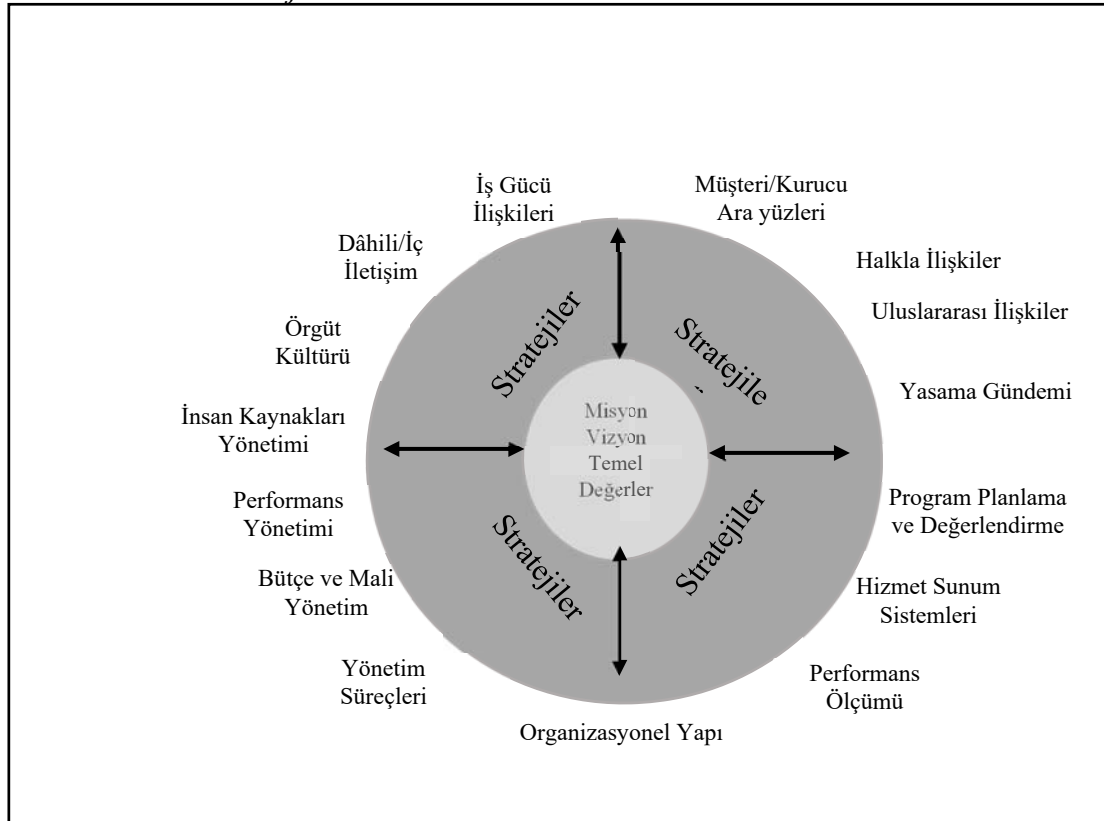 İş Gücü
İlişkileri
Müşteri/Kurucu
Ara yüzleri
Dâhili/İç
İletişim
Halkla İlişkiler
Uluslararası İlişkiler
Örgüt
Kültürü
Stratejiler
Stratejile
Yasama Gündemi
İnsan Kaynakları
Yönetimi
Misyon
Vizyon
Temel
Değerler
Performans
Yönetimi
Program Planlama
ve Değerlendirme
Stratejiler
Stratejiler
Bütçe ve Mali
Yönetim
Hizmet Sunum
Sistemleri
Yönetim
Süreçleri
Performans
Ölçümü
Organizasyonel Yapı